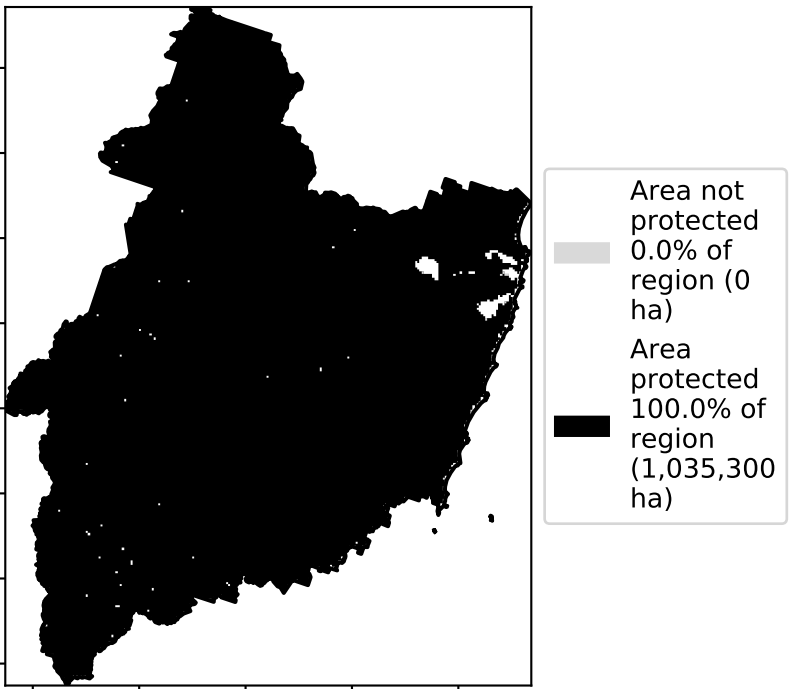 Area not
protected
0.0% of
region (0
ha)
Area
protected
100.0% of
region
(1,035,300
ha)